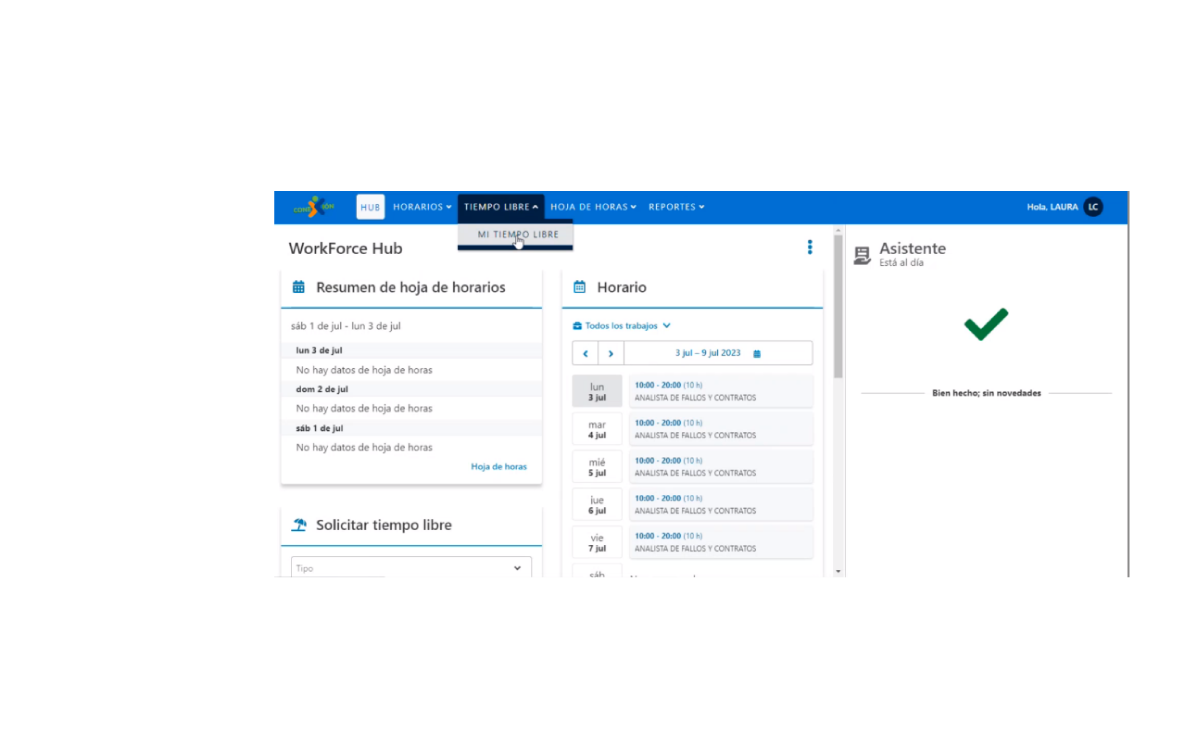 HUB
HORARIOS
TIEMPO LIBRE
HOJA DE HORAS
REPORTES
Hola, LAURA
LC
MI TIEMPO LIBRE
WorkForce Hub
Resumen de hoja de horarios
sáb 1 de jul - lun 3 de jul
lun 3 de jul
No hay datos de hoja de horas
dom 2 de jul
No hay datos de hoja de horas
sáb 1 de jul
No hay datos de hoja de horas
Hoja de horas
Solicitar tiempo libre
Tipo
Horario
Todos los trabajos
3 jul – 9 jul 2023
lun
3 jul
10:00 - 20:00 (10 h)
ANALISTA DE FALLOS Y CONTRATOS
mar
4 jul
10:00 - 20:00 (10 h)
ANALISTA DE FALLOS Y CONTRATOS
mié
5 jul
10:00 - 20:00 (10 h)
ANALISTA DE FALLOS Y CONTRATOS
jue
6 jul
10:00 - 20:00 (10 h)
ANALISTA DE FALLOS Y CONTRATOS
vie
7 jul
10:00 - 20:00 (10 h)
ANALISTA DE FALLOS Y CONTRATOS
sáb
Asistente
Está al día
Bien hecho; sin novedades